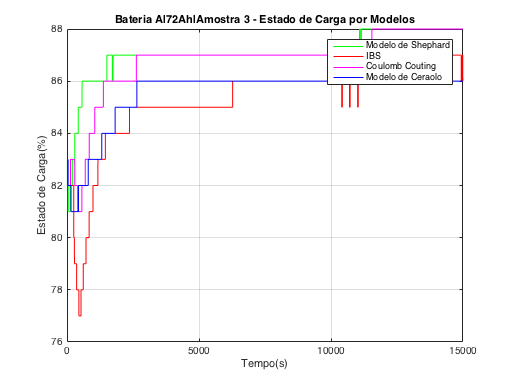 Bateria Al72AhlAmostra 3 - Estado de Carga por Modelos
Estado de Carga(%)
88
86
84
82
80
78
76
Modelo de Shephard
IBS
Coulomb Couting
Modelo de Ceraolo
0
5000
10000
15000
Tempo(s)